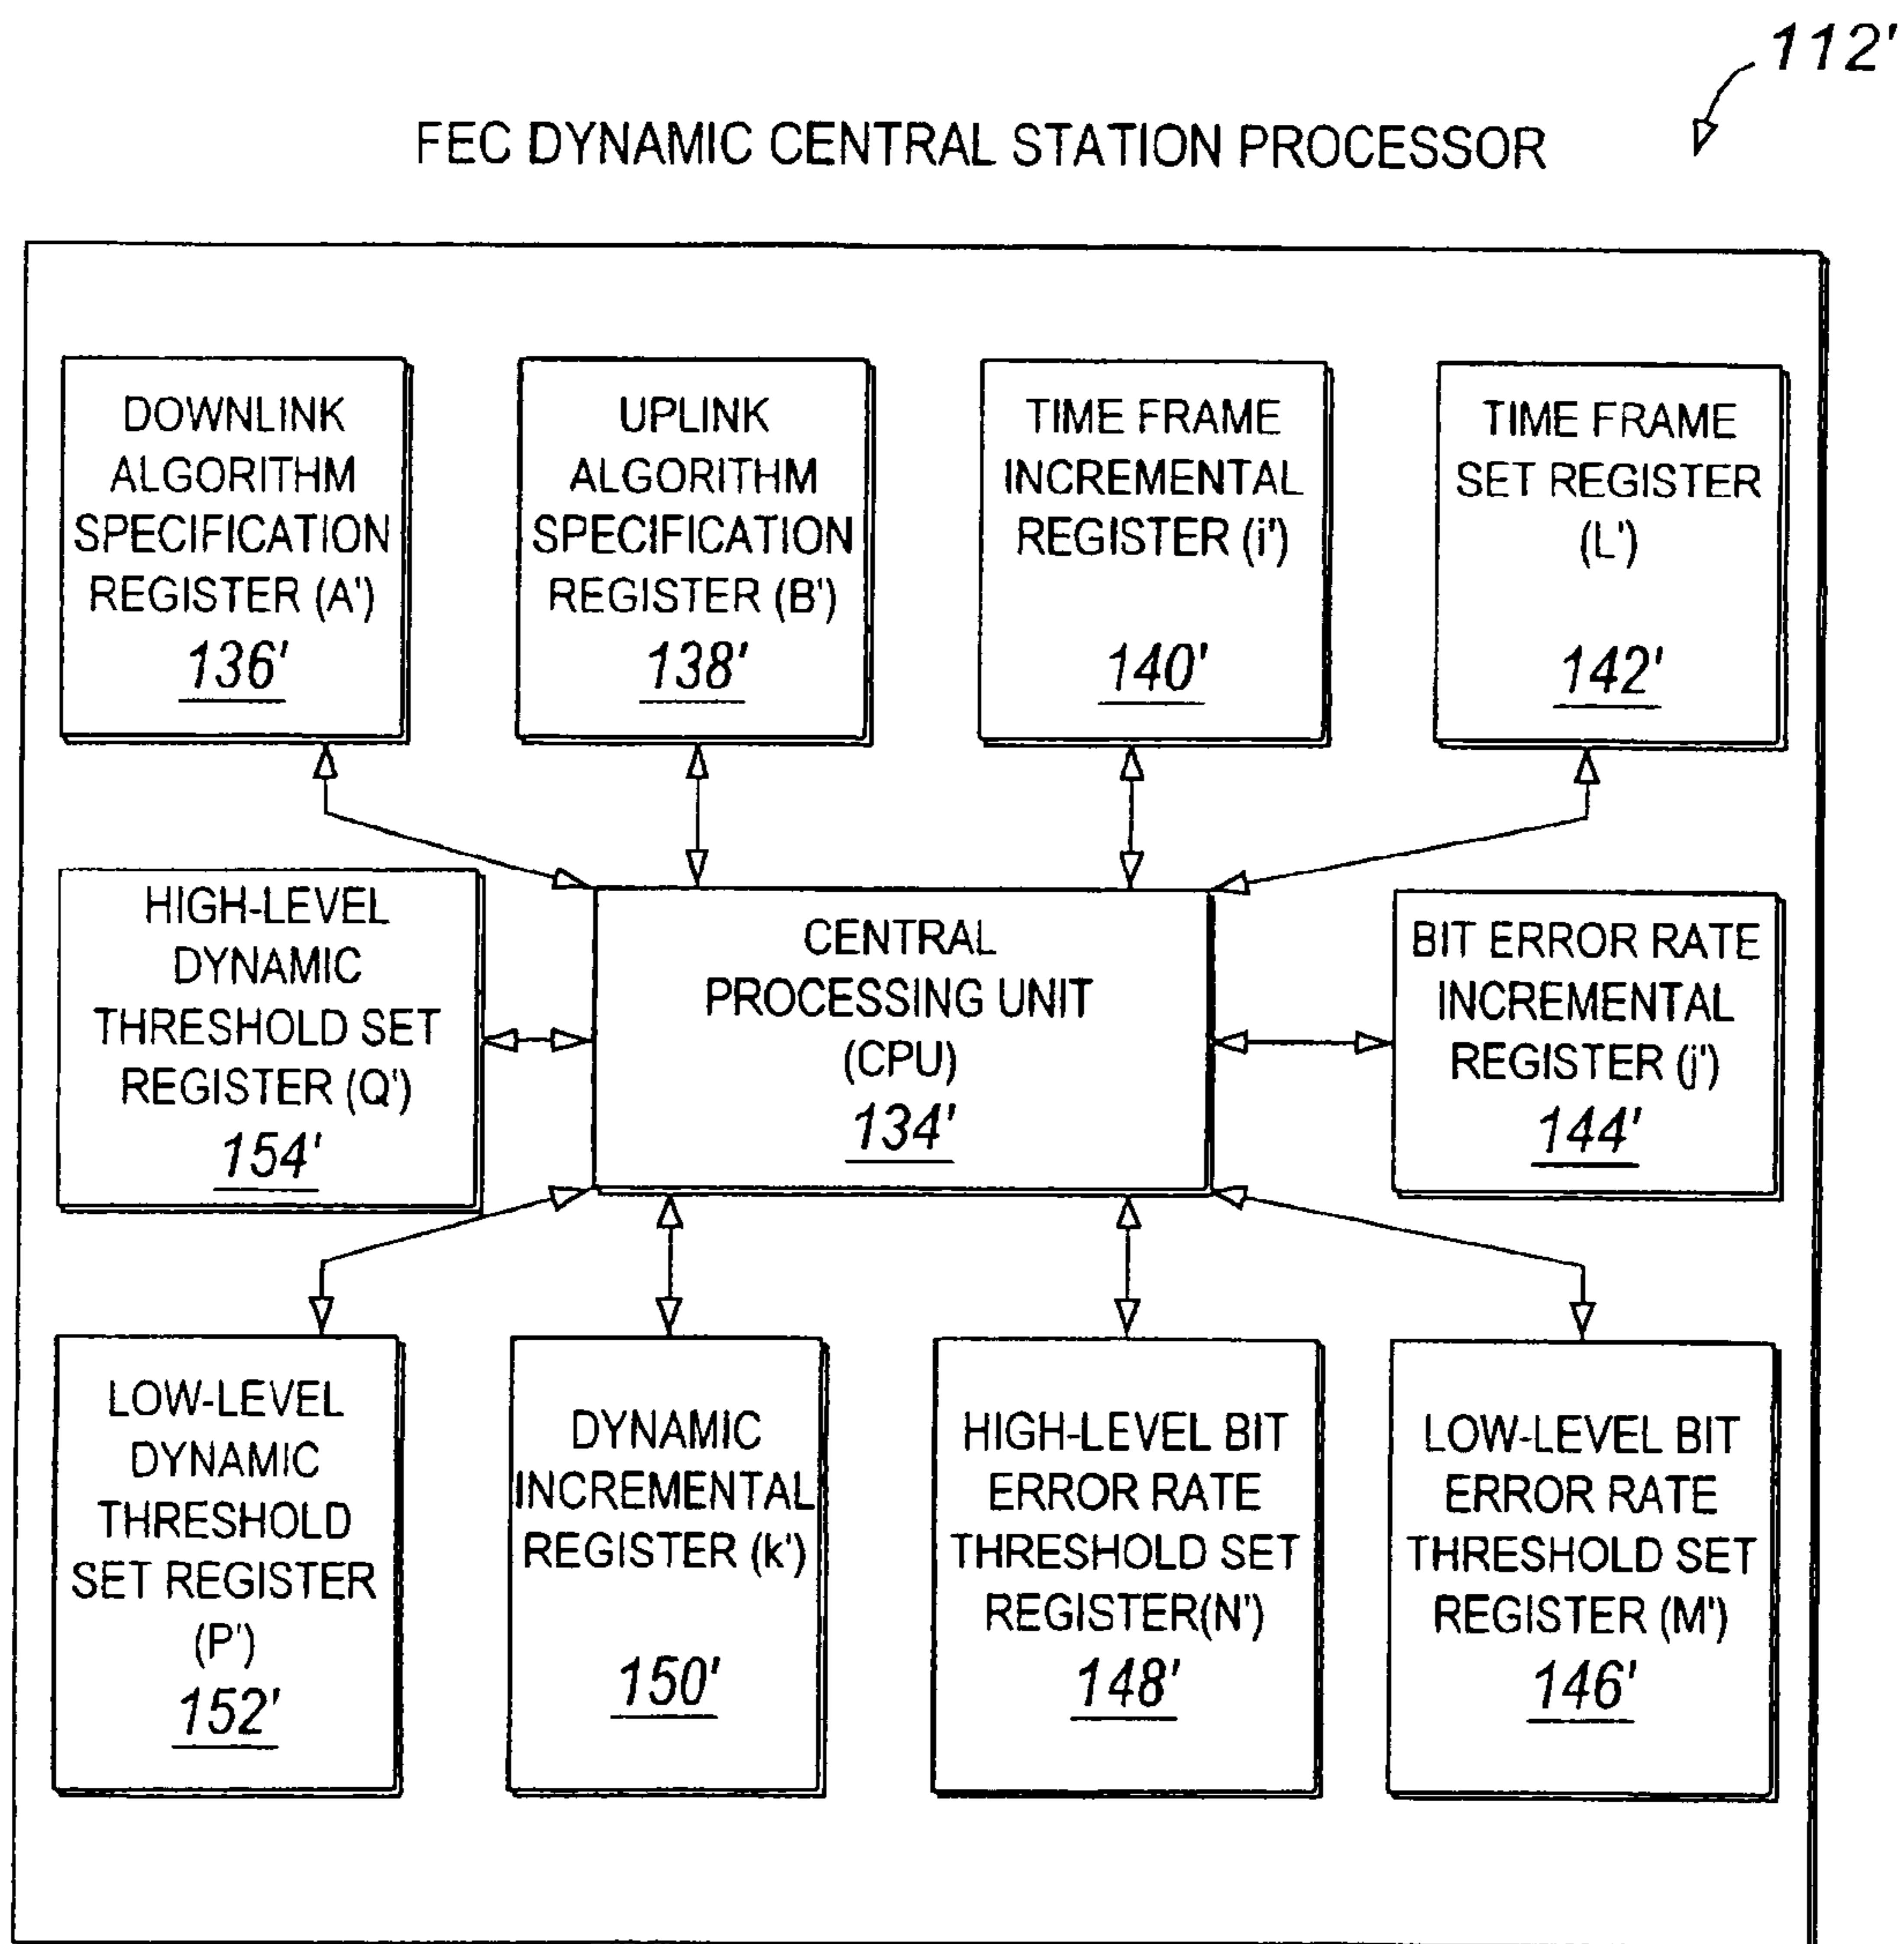 112'
FEC DYNAMIC CENTRAL STATION PROCESSOR
DOWNLINK
ALGORITHM
SPECIFICATION
REGISTER (A')
136'
UPLINK
ALGORITHM
SPECIFICATION
REGISTER (B')
138'
TIME FRAME
INCREMENTAL
REGISTER (i')
140'
TIME FRAME
SET REGISTER
(L')
142'
HIGH-LEVEL
DYNAMIC
THRESHOLD SET
REGISTER (Q')
154'
CENTRAL
PROCESSING UNIT
(CPU)
134'
BIT ERROR RATE
INCREMENTAL
REGISTER (j')
144'
LOW-LEVEL
DYNAMIC
THRESHOLD
SET REGISTER
(P')
152'
DYNAMIC
INCREMENTAL
REGISTER (k')
150'
HIGH-LEVEL BIT
ERROR RATE
THRESHOLD SET
REGISTER(N')
148'
LOW-LEVEL BIT
ERROR RATE
THRESHOLD SET
REGISTER (M')
146'